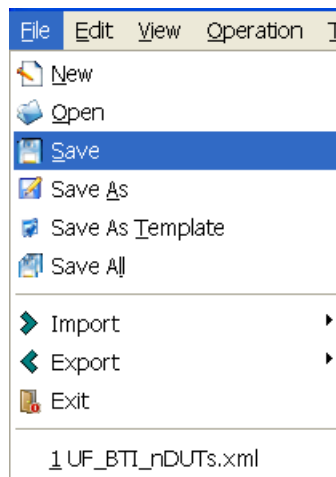 File Edit View Operation
New
Open
Save
Save As
Save As Template
Save All
Import
Export
Exit
1 UF_BTI_nDUTs.xml